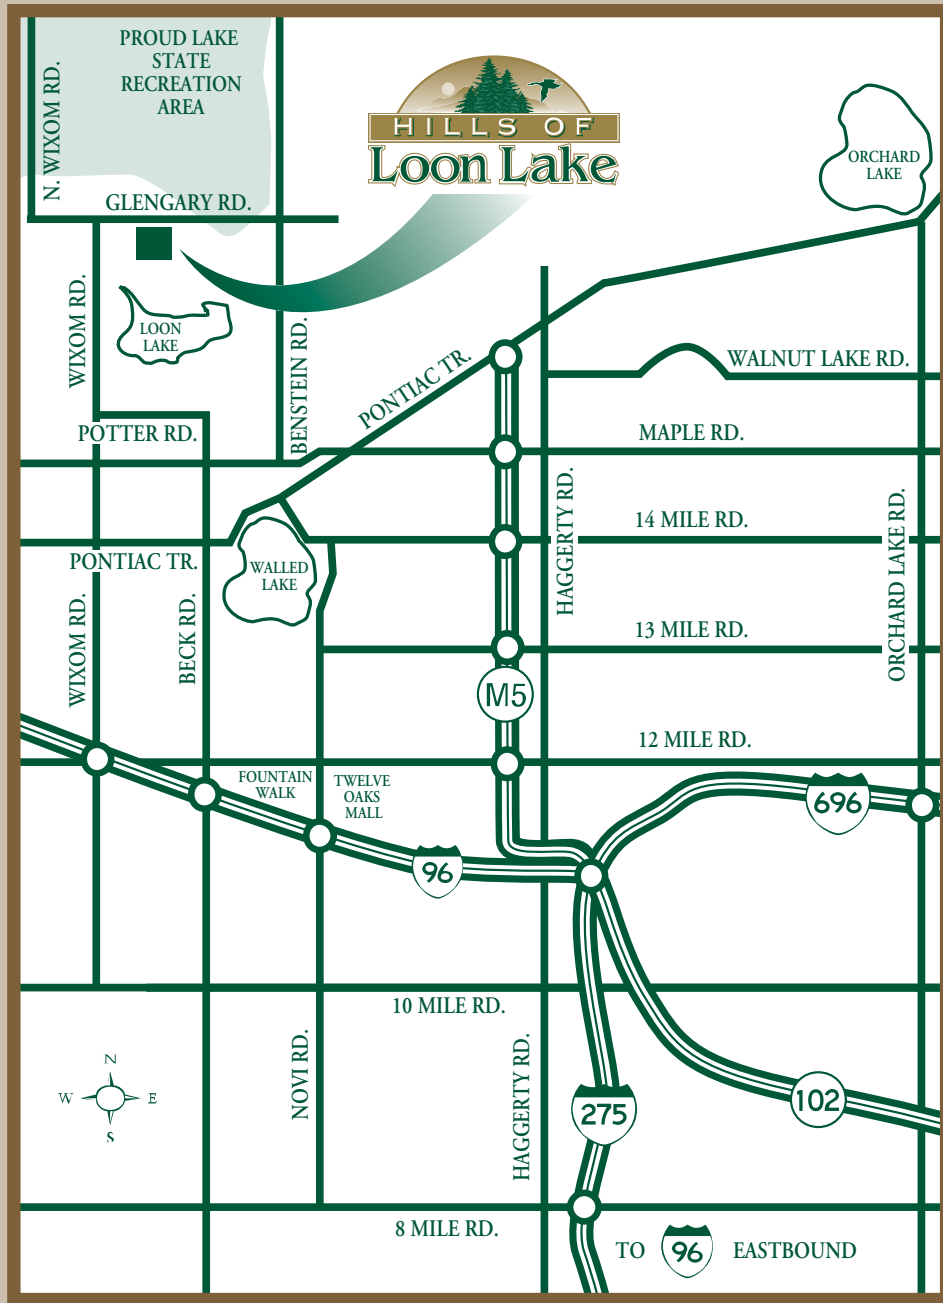 PROUD LAKE
STATE
RECREATION
AREA
N. WIXOM RD.
GLENGARY RD.
HILLS OF
Loon Lake
ORCHARD
LAKE
WIXOM RD.
LOON
LAKE
BENSTEIN RD.
PONTIAC TR.
WALNUT LAKE RD.
POTTER RD.
MAPLE RD.
HAGGERTY RD.
14 MILE RD.
ORCHARD LAKE RD.
PONTIAC TR.
WALLED
LAKE
WIXOM RD.
BECK RD.
13 MILE RD.
M5
12 MILE RD.
FOUNTAIN
WALK
TWELVE
OAKS
MALL
696
96
10 MILE RD.
NOVI RD.
HAGGERTY RD.
N
W
E
S
275
102
8 MILE RD.
TO 96 EASTBOUND